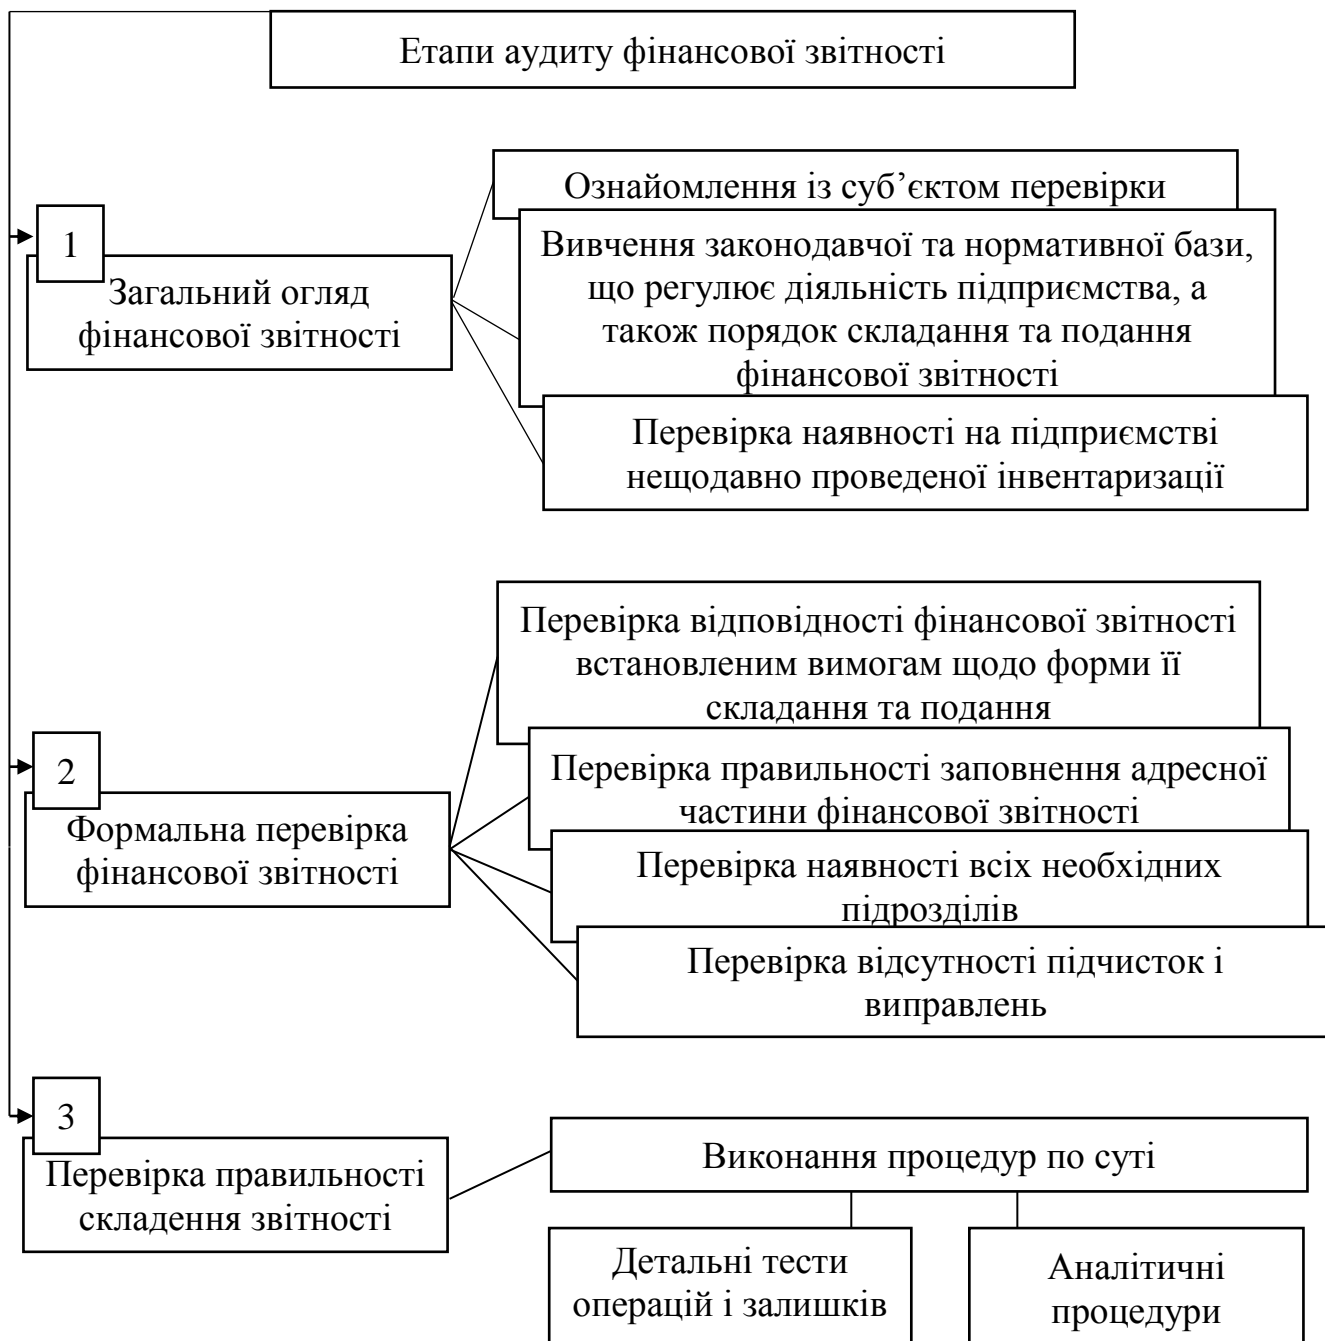 Етапи аудиту фінансової звітності
1
Загальний огляд
фінансової звітності
Ознайомлення із суб’єктом перевірки
Вивчення законодавчої та нормативної бази,
що регулює діяльність підприємства, а
також порядок складання та подання
фінансової звітності
Перевірка наявності на підприємстві
нещодавно проведеної інвентаризації
2
Формальна перевірка
фінансової звітності
Перевірка відповідності фінансової звітності
встановленим вимогам щодо форми її
складання та подання
Перевірка правильності заповнення адресної
частини фінансової звітності
Перевірка наявності всіх необхідних
підрозділів
Перевірка відсутності підчисток і
виправлень
3
Перевірка правильності
складення звітності
Виконання процедур по суті
Детальні тести
операцій і залишків
Аналітичні
процедури